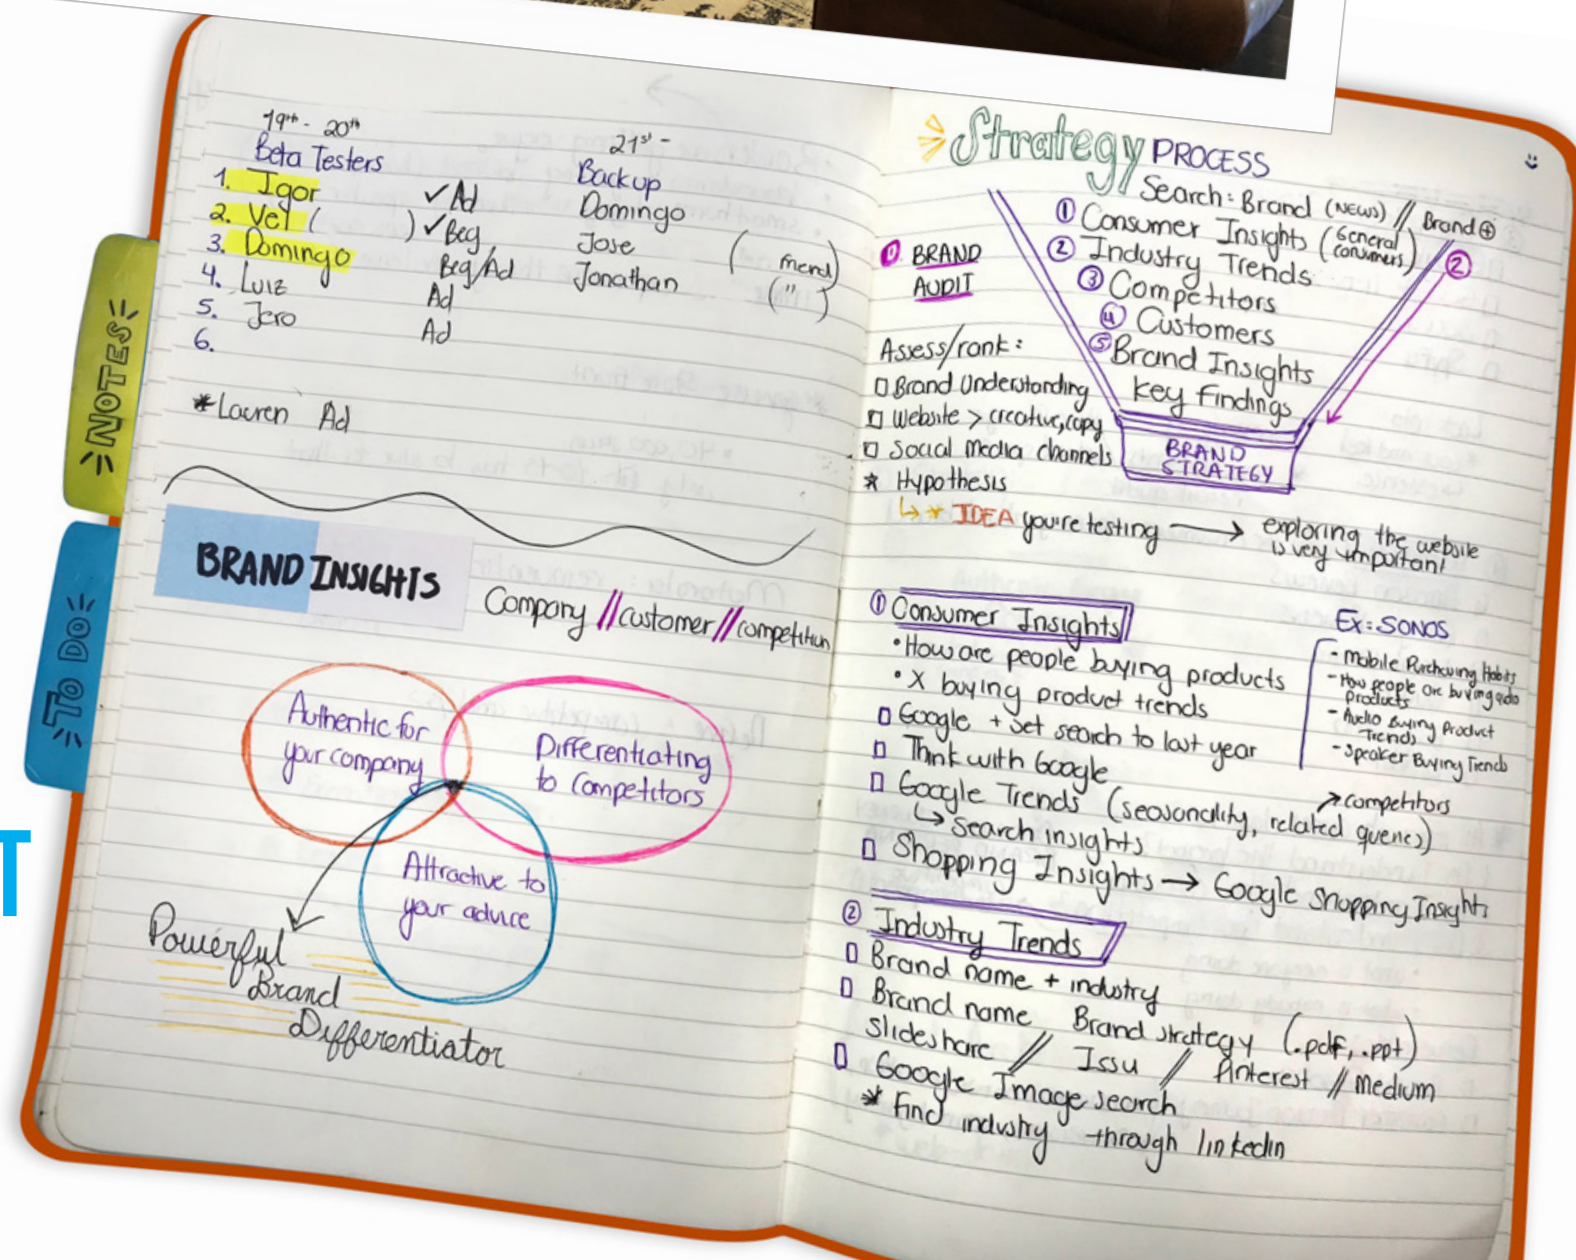 NOTES
TO DO
T
19th - 20th
Beta Testers
1. Igor ✓ Ad
2. Vel ( ) ✓ Beg
3. Domingo Beg/Ad
4. Luiz Ad
5. Jero Ad
6.
* Lauren Ad
21st -
Backup
Domingo
Jose ( friend)
Jonathan ( " )
BRAND INSIGHTS
Company // customer // competition
Authentic for
your company
Differentiating
to Competitors
Attractive to
your advice
Powerful
Brand
Differentiator
Strategy PROCESS
Search: Brand (NEWS) // Brand +
① Consumer Insights (General consumers)
② Industry Trends
③ Competitors
④ Customers
⑤ Brand Insights
Key Findings
BRAND
STRATEGY
②
① BRAND
AUDIT
Assess/rank:
□ Brand Understanding
□ Website > creative, copy
□ Social Media channels
* Hypothesis
↳ * IDEA you're testing → exploring the website
is very important!
① Consumer Insights
• How are people buying products
• X buying product trends
□ Google + set search to last year
□ Think with Google
□ Google Trends (seasonality, related queries)
↗ competitors
↳ Search insights
□ Shopping Insights → Google Shopping Insights
Ex: SONOS
- Mobile Purchasing Habits
- How people are buying audio
Products
- Audio Buying Product
Trends
- Speaker Buying Trends
② Industry Trends
□ Brand name + industry
□ Brand name Brand strategy (.pdf, .ppt)
slideshare // Issu // Pinterest // Medium
□ Google Image search
* Find industry through linkedin